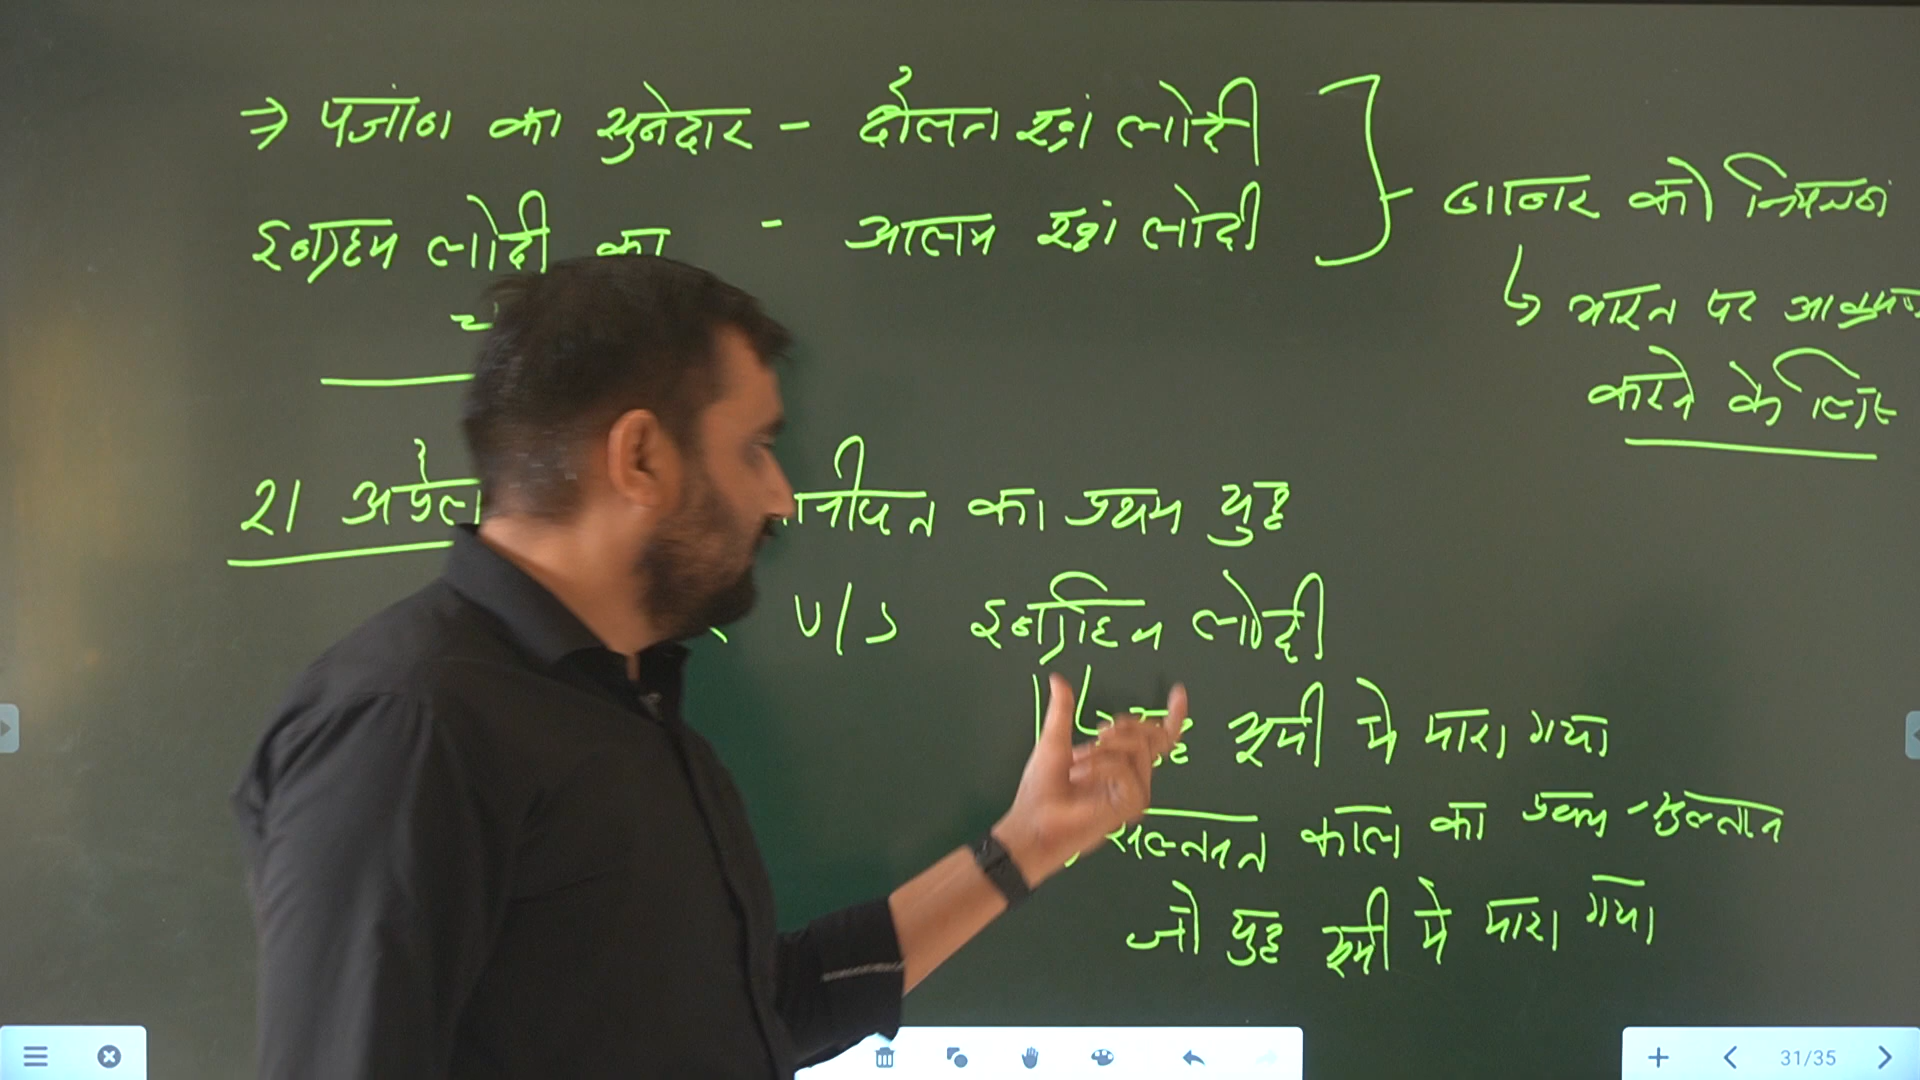 → पंजाब का सुबेदार - दौलत खां लोदी
इब्राहिम लोदी का - आलम खां लोदी
बाबर को निमंत्रण
↳ भारत पर आक्रमण
करने के लिए
21 अप्रैल पानीपत का प्रथम युद्ध
v/s इब्राहिम लोदी
↳ युद्ध भूमी में मारा गया
सल्तनत काल का प्रथम सुल्तान
जो युद्ध भूमी में मारा गया
31/35